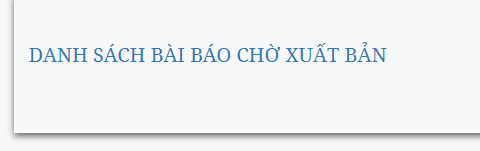 DANH SÁCH BÀI BÁO CHỜ XUẤT BẢN